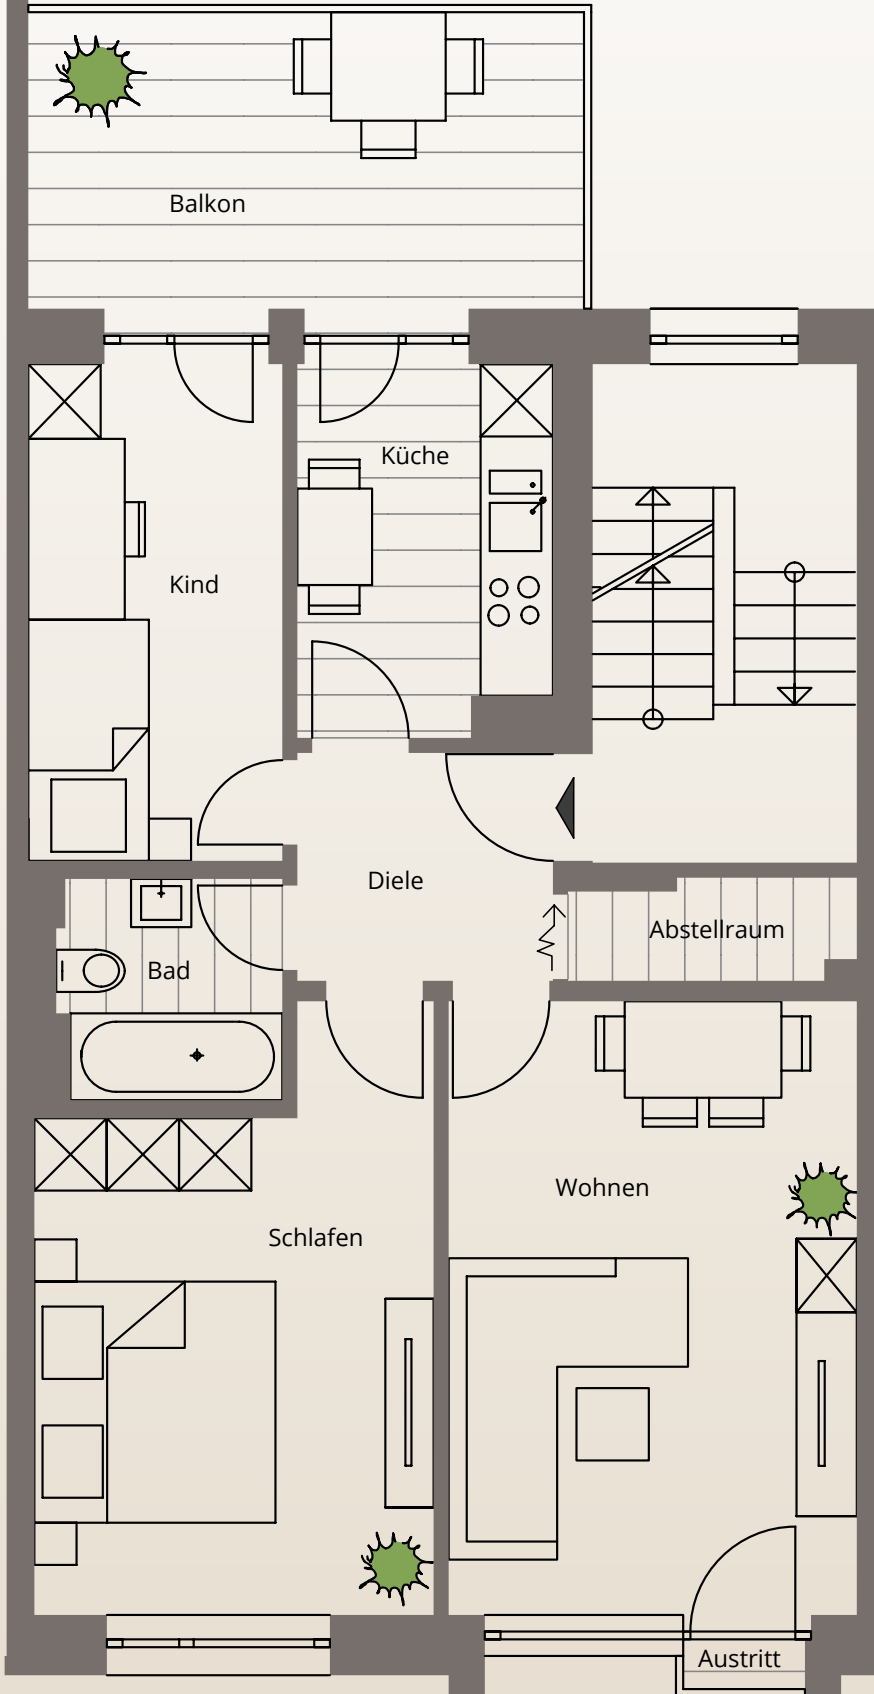 Balkon
Küche
Kind
Diele
Abstellraum
Bad
Wohnen
Schlafen
Austritt